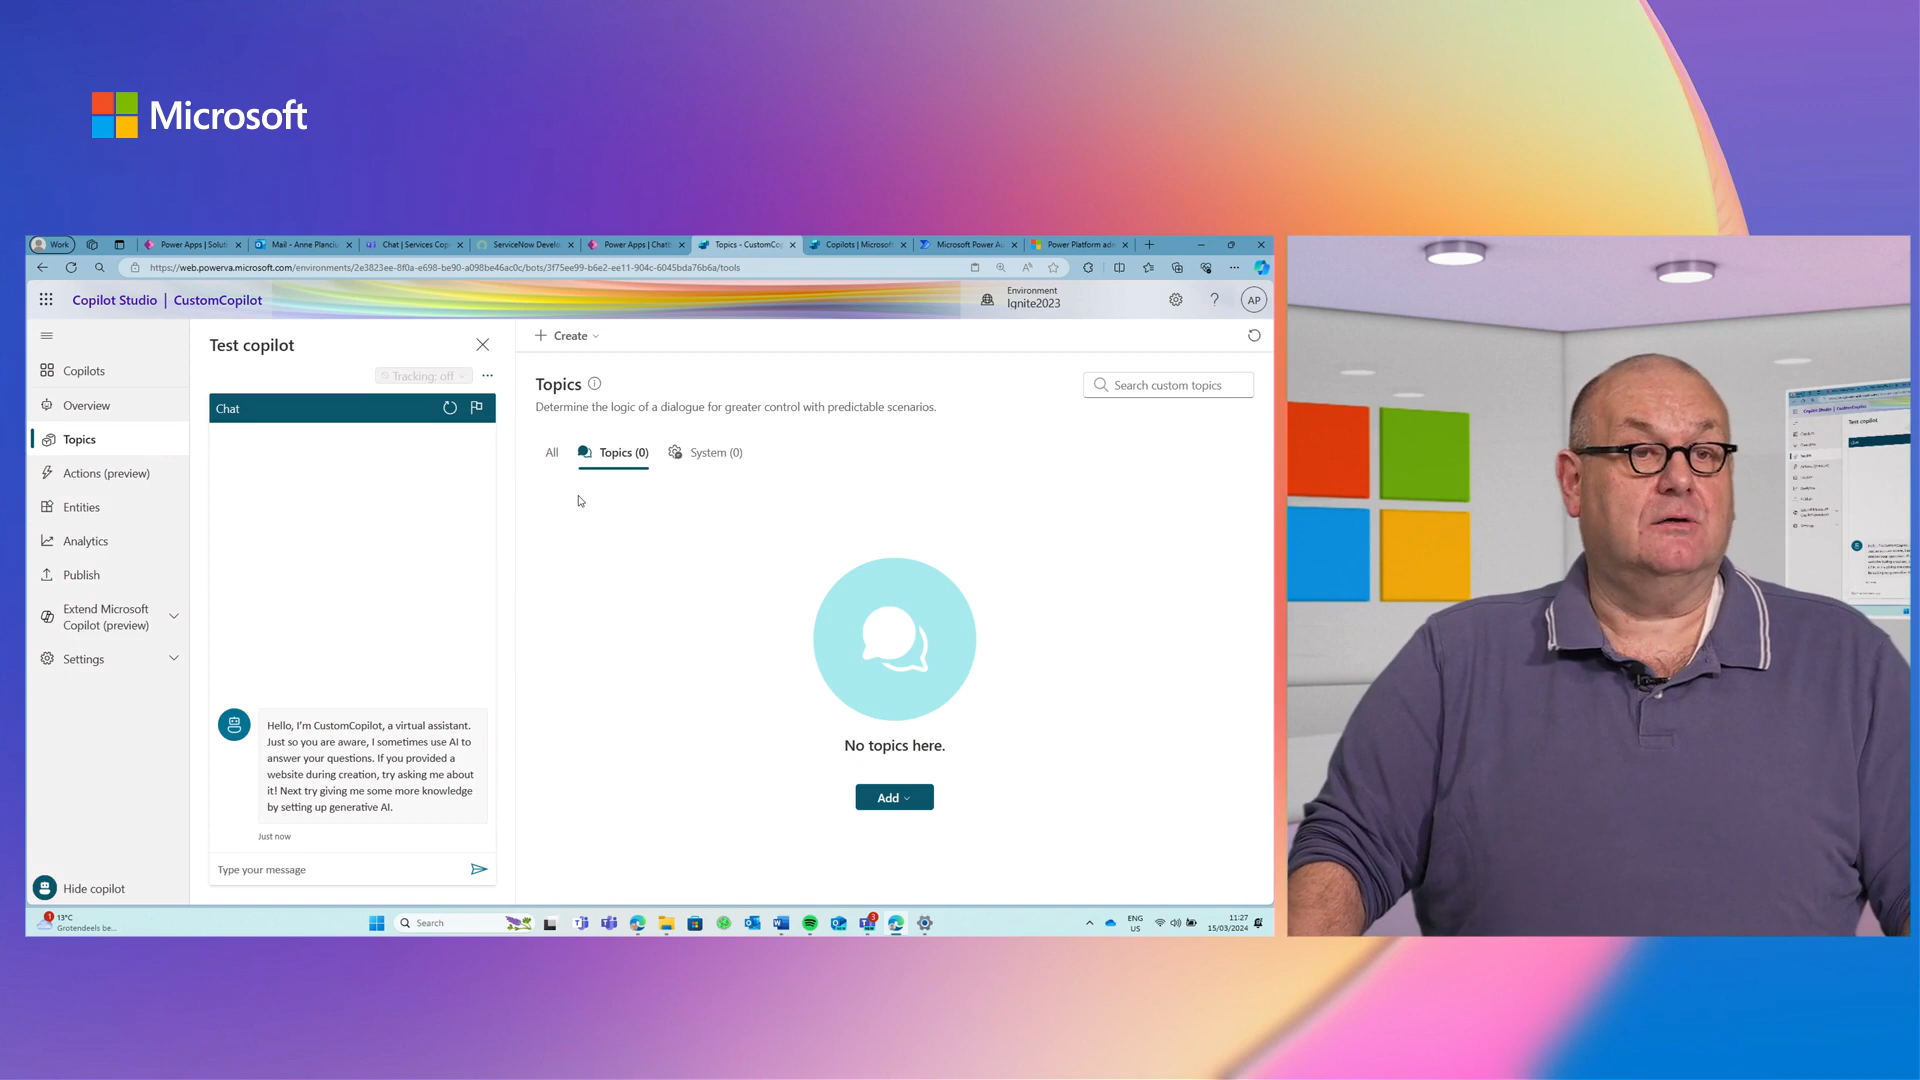 Microsoft
Work
Power Apps | Soluti
Mail - Anne Planciu
Chat | Services Cop
ServiceNow Develo
Power Apps | Chatb
Topics - CustomCop
Copilots | Microsoft
Microsoft Power Au
Power Platform adm
https://web.powerva.microsoft.com/environments/2e3823ee-8f0a-e698-be90-a098be46ac0c/bots/3f75ee99-b6e2-ee11-904c-6045bda76b6a/tools
Copilot Studio | CustomCopilot
Environment
Ignite2023
?
AP
Copilots
Overview
Topics
Actions (preview)
Entities
Analytics
Publish
Extend Microsoft
Copilot (preview)
Settings
Hide copilot
Test copilot
Tracking: off
Chat
Hello, I'm CustomCopilot, a virtual assistant.
Just so you are aware, I sometimes use AI to
answer your questions. If you provided a
website during creation, try asking me about
it! Next try giving me some more knowledge
by setting up generative AI.
Just now
Type your message
Create
Topics
Determine the logic of a dialogue for greater control with predictable scenarios.
Search custom topics
All
Topics (0)
System (0)
No topics here.
Add
1
13°C
Grotendeels be...
Search
3
ENG
US
11:27
15/03/2024